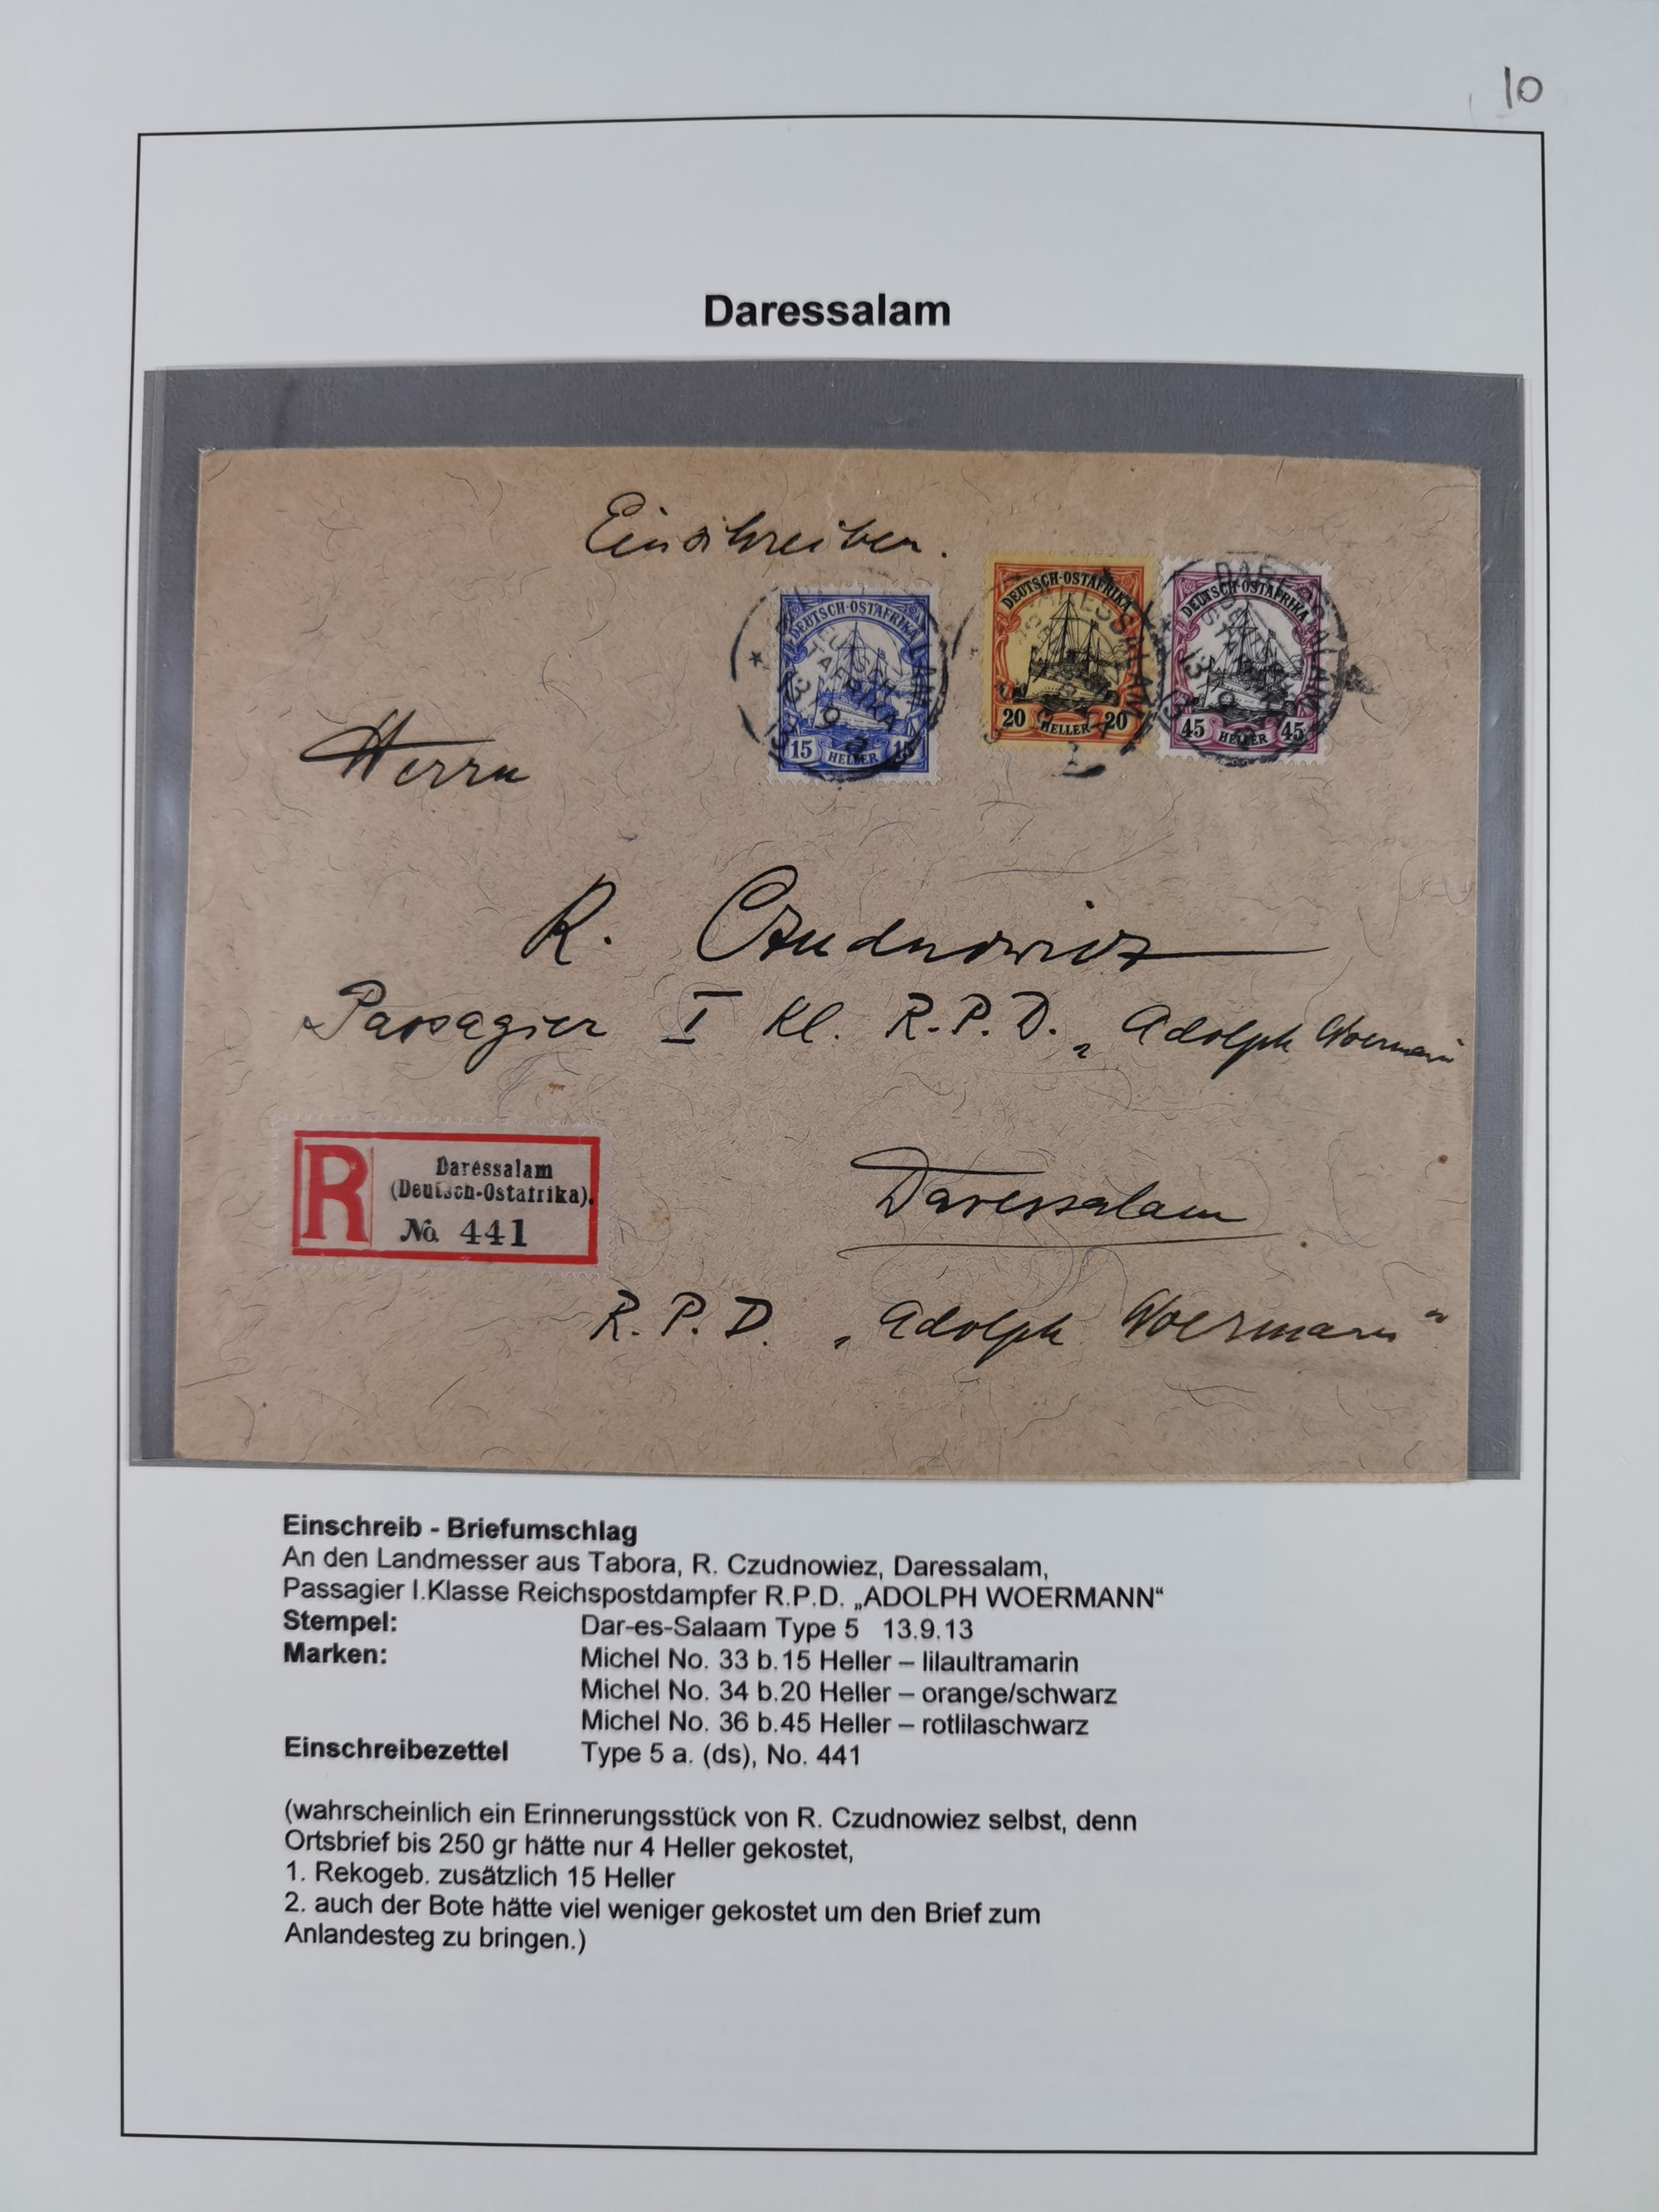 10
Daressalam
Einschreiben.
DEUTSCH-OSTAFRIKA
15 HELLER 15
DEUTSCH-OSTAFRIKA
20 HELLER 20
DEUTSCH-OSTAFRIKA
45 HELLER 45
Herrn
R. Czudnowicz
Passagier I Kl. R.P.D. „Adolph Woermann"
R
Daressalam
(Deutsch-Ostafrika).
No. 441
Daressalam
R.P.D. „Adolph Woermann"
Einschreib - Briefumschlag
An den Landmesser aus Tabora, R. Czudnowiez, Daressalam,
Passagier I.Klasse Reichspostdampfer R.P.D. „ADOLPH WOERMANN“
Stempel: Dar-es-Salaam Type 5 13.9.13
Marken: Michel No. 33 b.15 Heller – lilaultramarin
Michel No. 34 b.20 Heller – orange/schwarz
Michel No. 36 b.45 Heller – rotlilaschwarz
Einschreibezettel Type 5 a. (ds), No. 441
(wahrscheinlich ein Erinnerungsstück von R. Czudnowiez selbst, denn
Ortsbrief bis 250 gr hätte nur 4 Heller gekostet,
1. Rekogeb. zusätzlich 15 Heller
2. auch der Bote hätte viel weniger gekostet um den Brief zum
Anlandesteg zu bringen.)